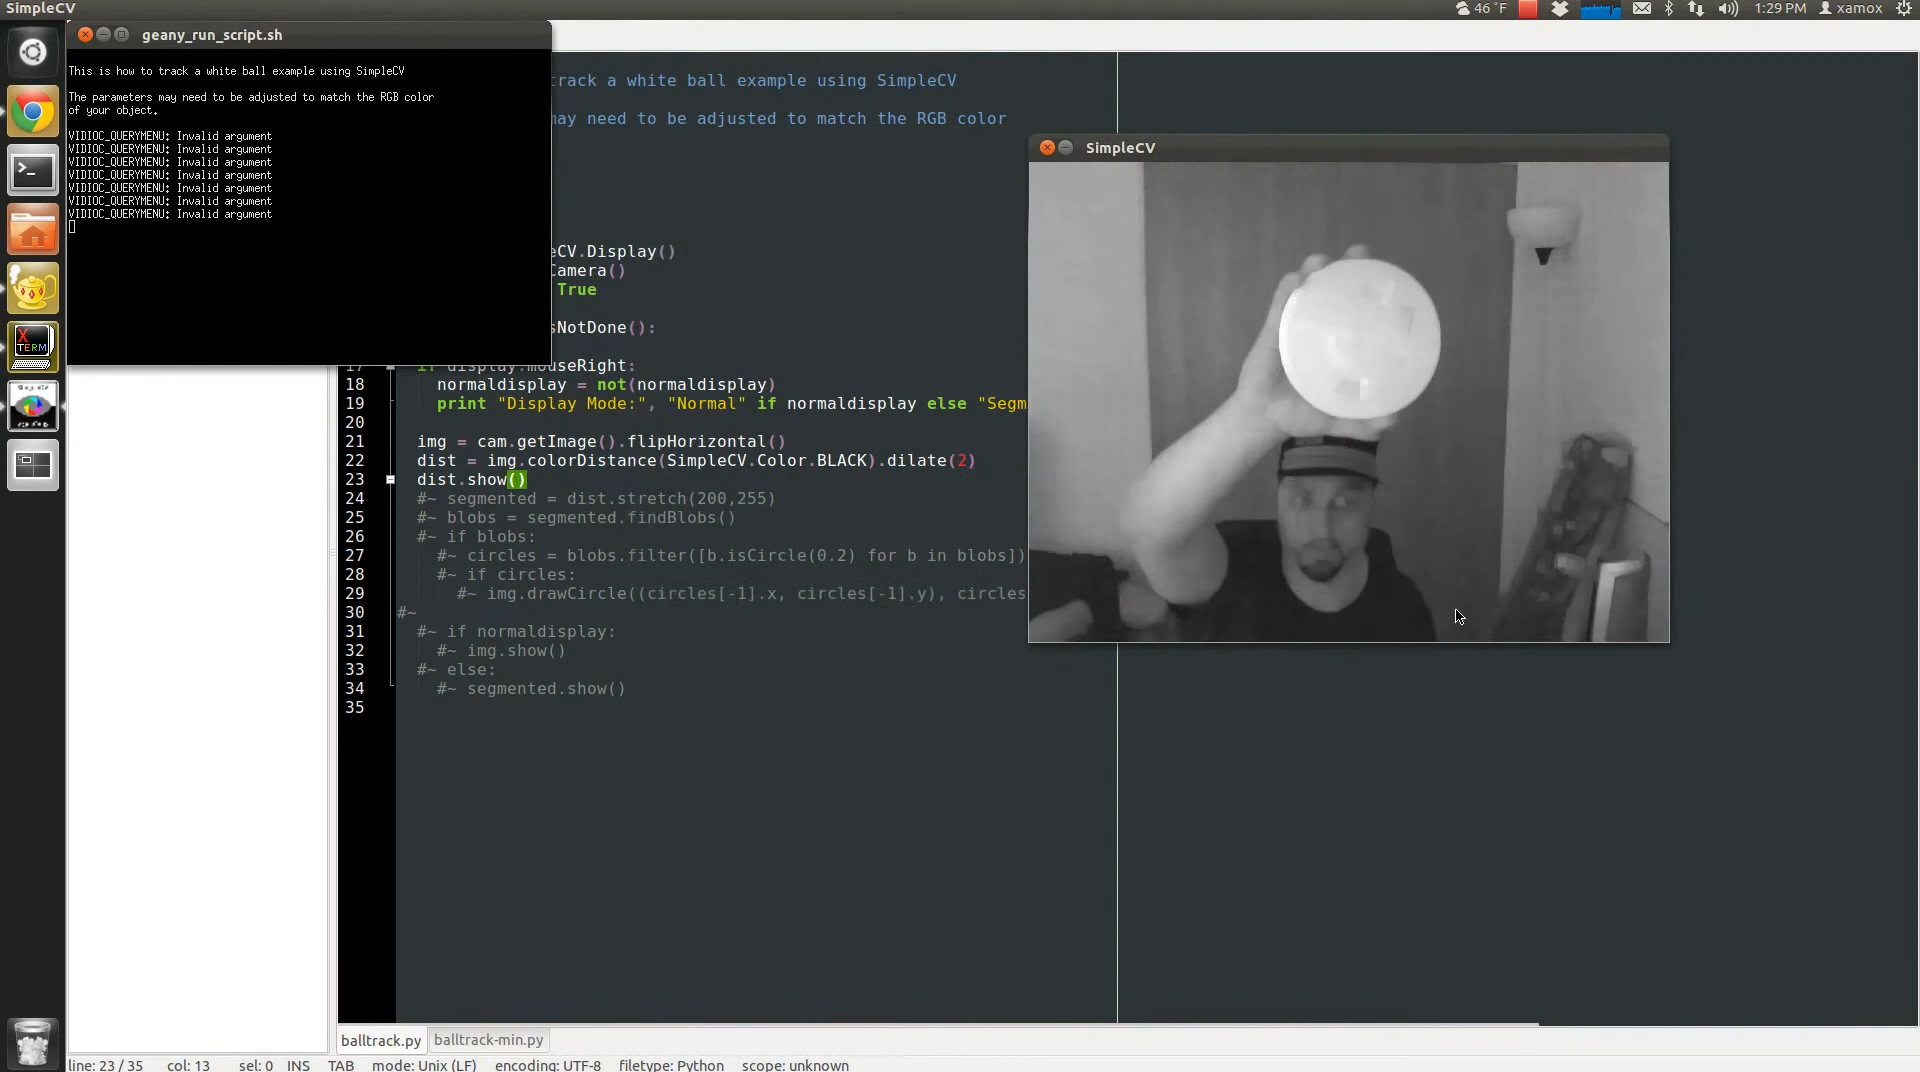 SimpleCV
46 °F
1:29 PM
xamox
geany_run_script.sh
This is how to track a white ball example using SimpleCV
The parameters may need to be adjusted to match the RGB color
of your object.
VIDIOC_QUERYMENU: Invalid argument
VIDIOC_QUERYMENU: Invalid argument
VIDIOC_QUERYMENU: Invalid argument
VIDIOC_QUERYMENU: Invalid argument
VIDIOC_QUERYMENU: Invalid argument
VIDIOC_QUERYMENU: Invalid argument
VIDIOC_QUERYMENU: Invalid argument
X
TERM
track a white ball example using SimpleCV
may need to be adjusted to match the RGB color
eCV.Display()
Camera()
True
sNotDone():
17 if display.mouseRight:
18 normaldisplay = not(normaldisplay)
19 print "Display Mode:", "Normal" if normaldisplay else "Segm
20
21 img = cam.getImage().flipHorizontal()
22 dist = img.colorDistance(SimpleCV.Color.BLACK).dilate(2)
23 dist.show()
24 #~ segmented = dist.stretch(200,255)
25 #~ blobs = segmented.findBlobs()
26 #~ if blobs:
27 #~ circles = blobs.filter([b.isCircle(0.2) for b in blobs])
28 #~ if circles:
29 #~ img.drawCircle((circles[-1].x, circles[-1].y), circles
30 #~
31 #~ if normaldisplay:
32 #~ img.show()
33 #~ else:
34 #~ segmented.show()
35
SimpleCV
balltrack.py
balltrack-min.py
line: 23 / 35 col: 13 sel: 0 INS TAB mode: Unix (LF) encoding: UTF-8 filetype: Python scope: unknown